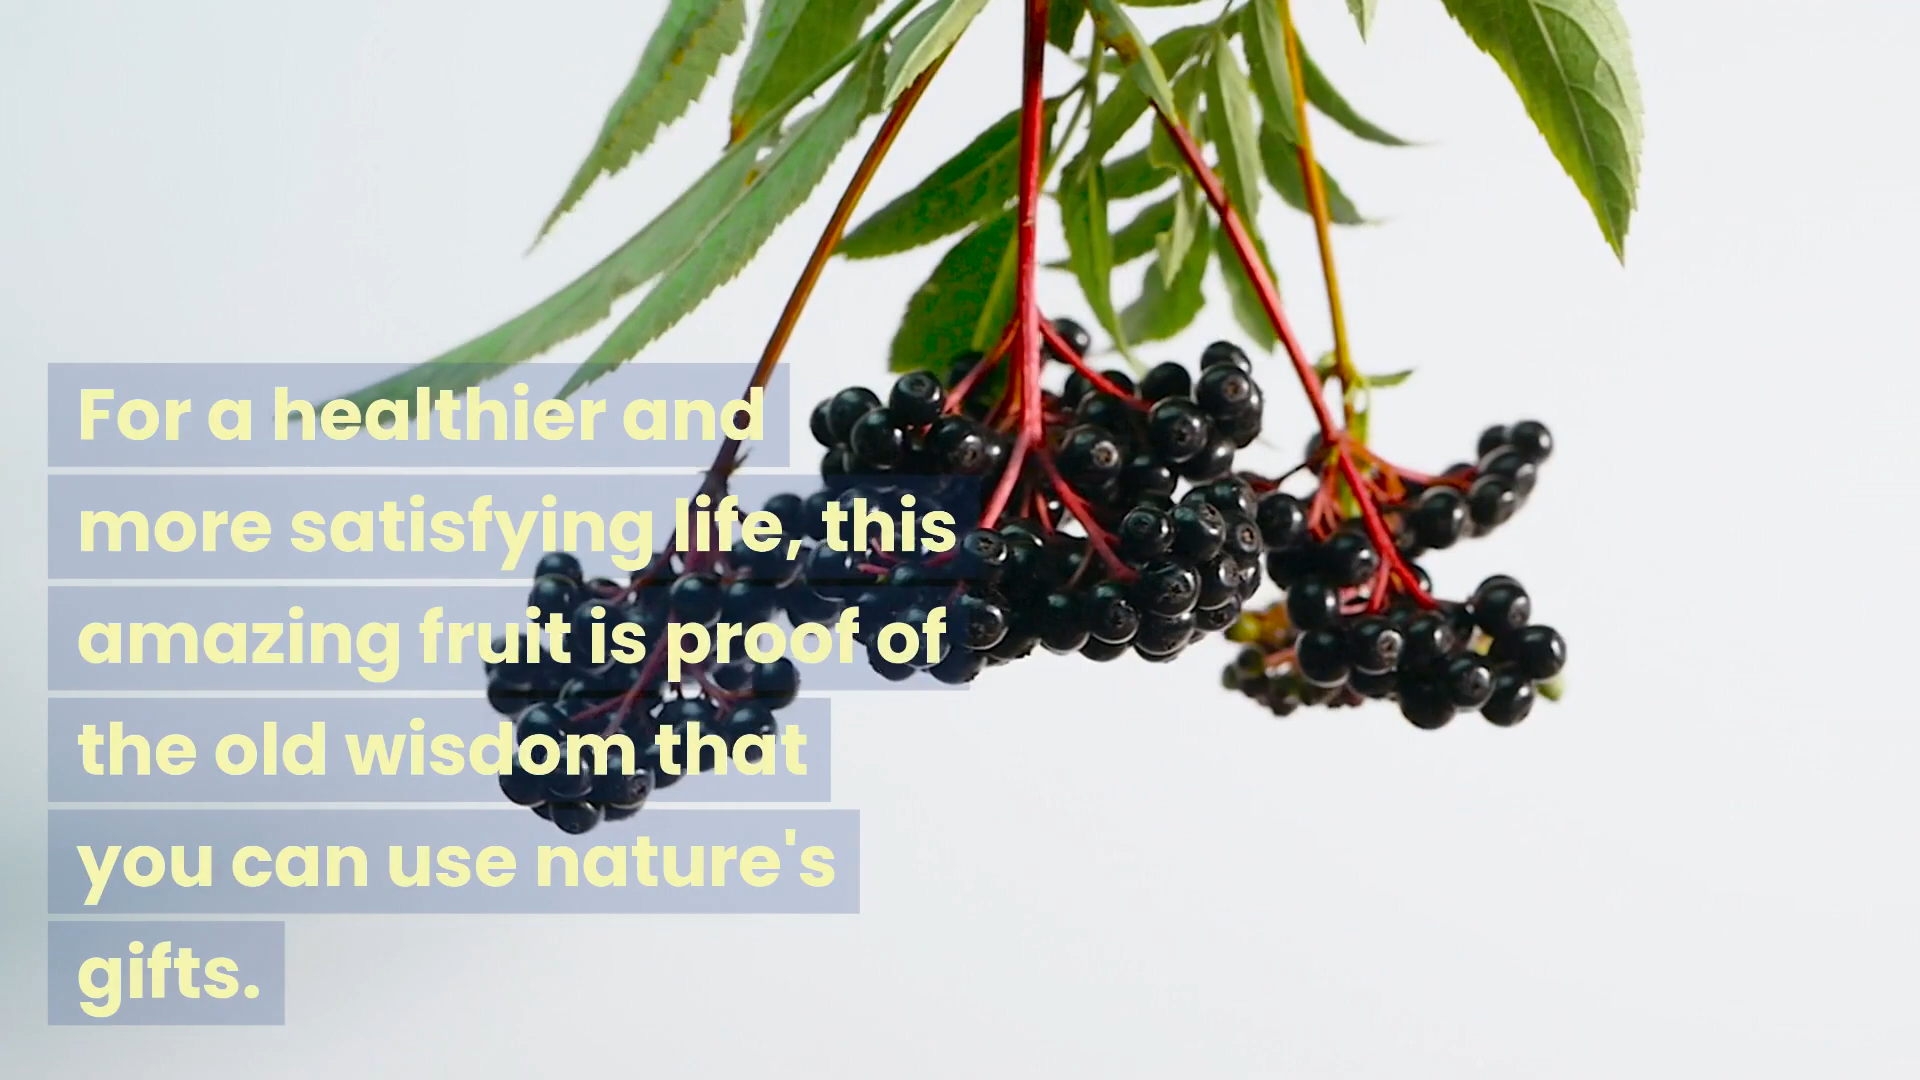 For a healthier and
more satisfying life, this
amazing fruit is proof of
the old wisdom that
you can use nature's
gifts.